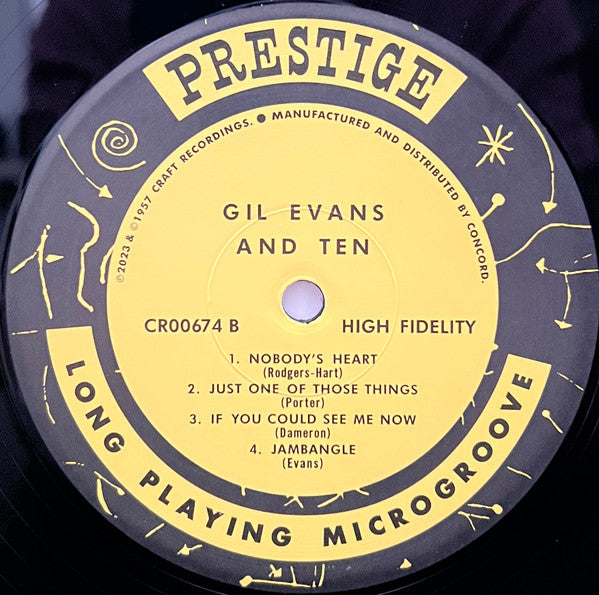 PRESTIGE
℗2023 & ©1957 CRAFT RECORDINGS. ● MANUFACTURED AND DISTRIBUTED BY CONCORD.
GIL EVANS
AND TEN
CR00674 B HIGH FIDELITY
1. NOBODY'S HEART
(Rodgers-Hart)
2. JUST ONE OF THOSE THINGS
(Porter)
3. IF YOU COULD SEE ME NOW
(Dameron)
4. JAMBANGLE
(Evans)
LONG PLAYING MICROGROOVE